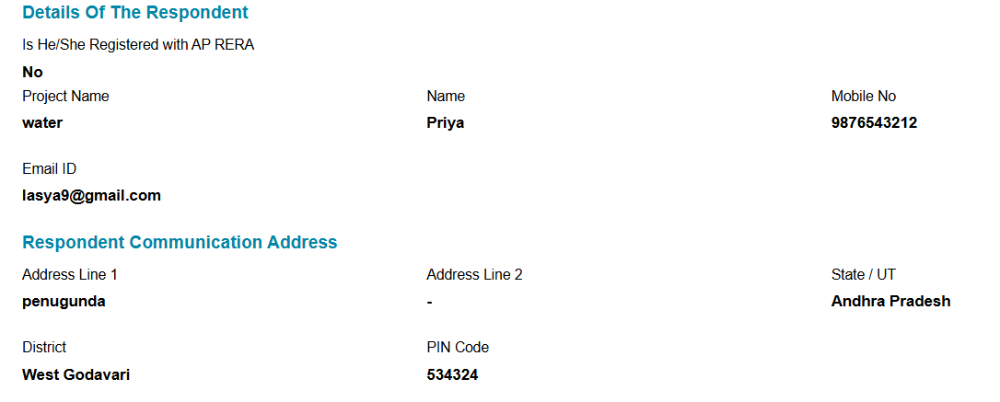 Details Of The Respondent
Is He/She Registered with AP RERA
No
Project Name Name Mobile No
water Priya 9876543212
Email ID
lasya9@gmail.com
Respondent Communication Address
Address Line 1 Address Line 2 State / UT
penugunda - Andhra Pradesh
District PIN Code
West Godavari 534324